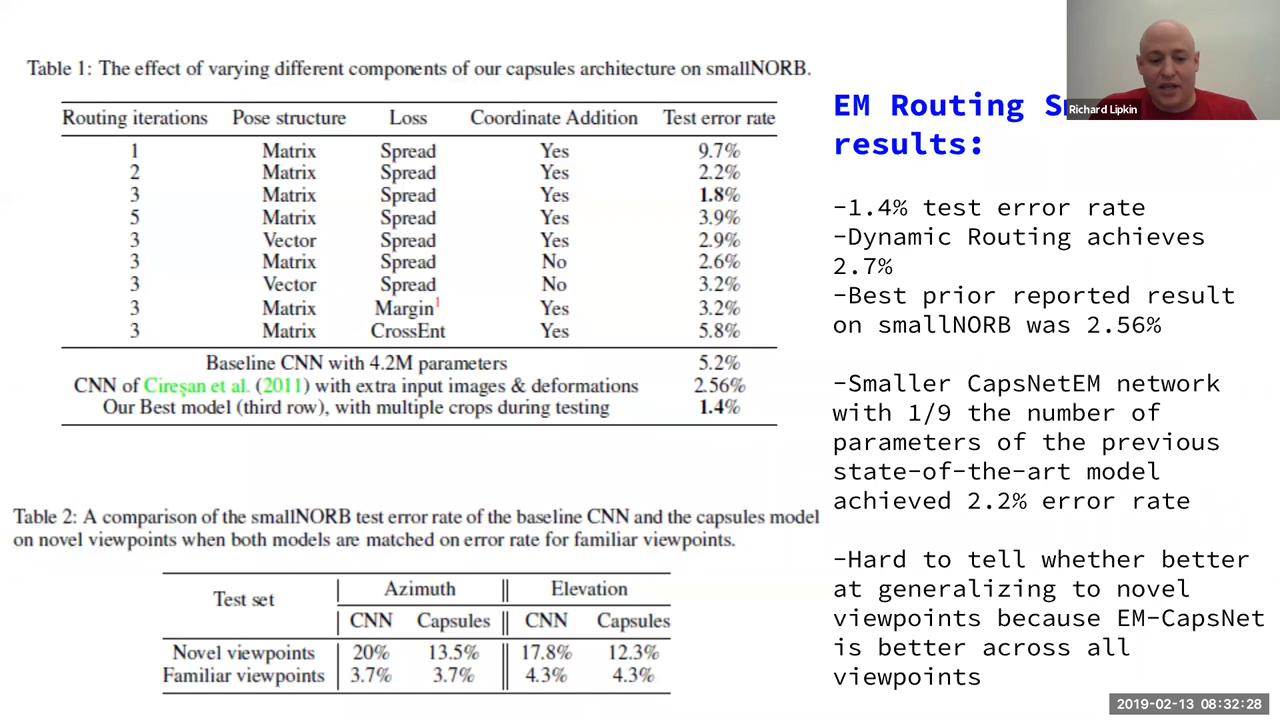 Table 1: The effect of varying different components of our capsules architecture on smallNORB.
Routing iterations Pose structure Loss Coordinate Addition Test error rate
1 Matrix Spread Yes 9.7%
2 Matrix Spread Yes 2.2%
3 Matrix Spread Yes 1.8%
5 Matrix Spread Yes 3.9%
3 Vector Spread Yes 2.9%
3 Matrix Spread No 2.6%
3 Vector Spread No 3.2%
3 Matrix Margin1 Yes 3.2%
3 Matrix CrossEnt Yes 5.8%
Baseline CNN with 4.2M parameters 5.2%
CNN of Cireşan et al. (2011) with extra input images & deformations 2.56%
Our Best model (third row), with multiple crops during testing 1.4%
Table 2: A comparison of the smallNORB test error rate of the baseline CNN and the capsules model
on novel viewpoints when both models are matched on error rate for familiar viewpoints.
Test set Azimuth Elevation
CNN Capsules CNN Capsules
Novel viewpoints 20% 13.5% 17.8% 12.3%
Familiar viewpoints 3.7% 3.7% 4.3% 4.3%
Richard Lipkin
EM Routing
results:
-1.4% test error rate
-Dynamic Routing achieves
2.7%
-Best prior reported result
on smallNORB was 2.56%
-Smaller CapsNetEM network
with 1/9 the number of
parameters of the previous
state-of-the-art model
achieved 2.2% error rate
-Hard to tell whether better
at generalizing to novel
viewpoints because EM-CapsNet
is better across all
viewpoints
2019-02-13 08:32:28